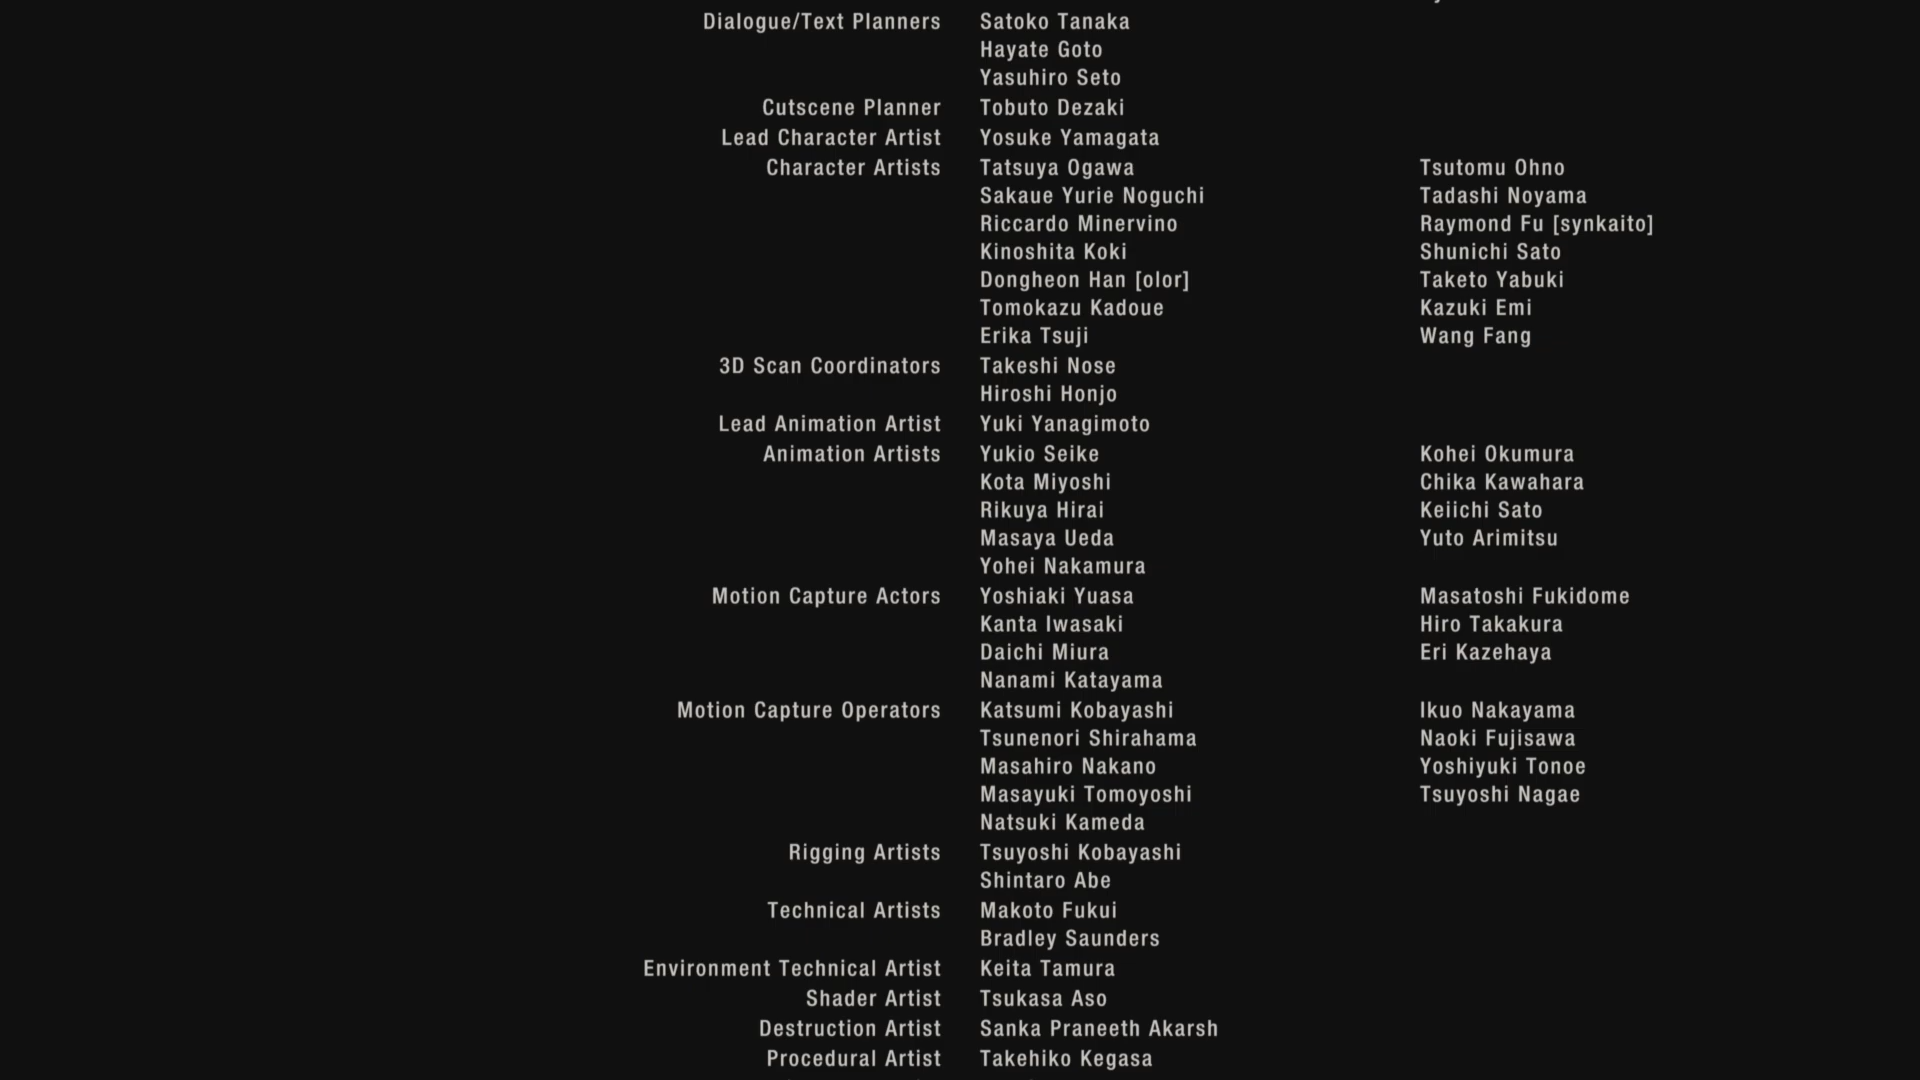 Dialogue/Text Planners Satoko Tanaka
Hayate Goto
Yasuhiro Seto
Cutscene Planner Tobuto Dezaki
Lead Character Artist Yosuke Yamagata
Character Artists Tatsuya Ogawa Tsutomu Ohno
Sakaue Yurie Noguchi Tadashi Noyama
Riccardo Minervino Raymond Fu [synkaito]
Kinoshita Koki Shunichi Sato
Dongheon Han [olor] Taketo Yabuki
Tomokazu Kadoue Kazuki Emi
Erika Tsuji Wang Fang
3D Scan Coordinators Takeshi Nose
Hiroshi Honjo
Lead Animation Artist Yuki Yanagimoto
Animation Artists Yukio Seike Kohei Okumura
Kota Miyoshi Chika Kawahara
Rikuya Hirai Keiichi Sato
Masaya Ueda Yuto Arimitsu
Yohei Nakamura
Motion Capture Actors Yoshiaki Yuasa Masatoshi Fukidome
Kanta Iwasaki Hiro Takakura
Daichi Miura Eri Kazehaya
Nanami Katayama
Motion Capture Operators Katsumi Kobayashi Ikuo Nakayama
Tsunenori Shirahama Naoki Fujisawa
Masahiro Nakano Yoshiyuki Tonoe
Masayuki Tomoyoshi Tsuyoshi Nagae
Natsuki Kameda
Rigging Artists Tsuyoshi Kobayashi
Shintaro Abe
Technical Artists Makoto Fukui
Bradley Saunders
Environment Technical Artist Keita Tamura
Shader Artist Tsukasa Aso
Destruction Artist Sanka Praneeth Akarsh
Procedural Artist Takehiko Kegasa